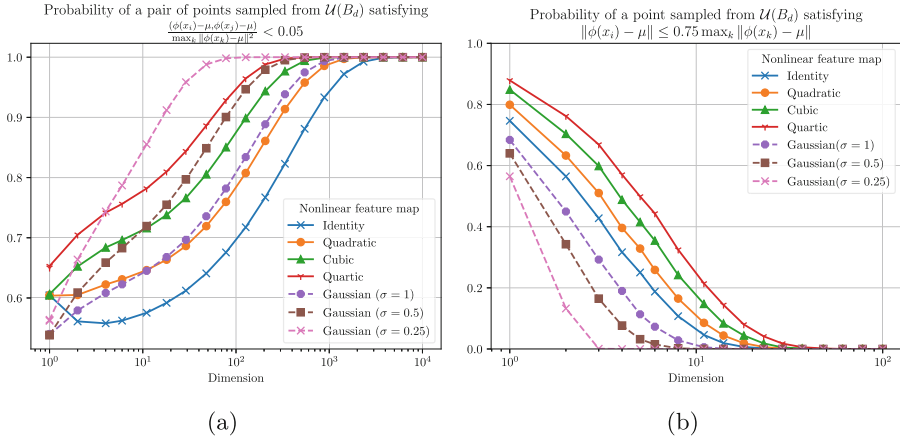 Probability of a pair of points sampled from 𝒰(B_d) satisfying
(ϕ(x_i)−μ,ϕ(x_j)−μ) / max_k ‖ϕ(x_k)−μ‖² < 0.05
1.0
0.9
0.8
0.7
0.6
Nonlinear feature map
Identity
Quadratic
Cubic
Quartic
Gaussian (σ = 1)
Gaussian (σ = 0.5)
Gaussian (σ = 0.25)
10⁰ 10¹ 10² 10³ 10⁴
Dimension
(a)
Probability of a point sampled from 𝒰(B_d) satisfying
‖ϕ(x_i) − μ‖ ≤ 0.75 max_k ‖ϕ(x_k) − μ‖
1.0
0.8
0.6
0.4
0.2
0.0
Nonlinear feature map
Identity
Quadratic
Cubic
Quartic
Gaussian(σ = 1)
Gaussian(σ = 0.5)
Gaussian(σ = 0.25)
10⁰ 10¹ 10²
Dimension
(b)